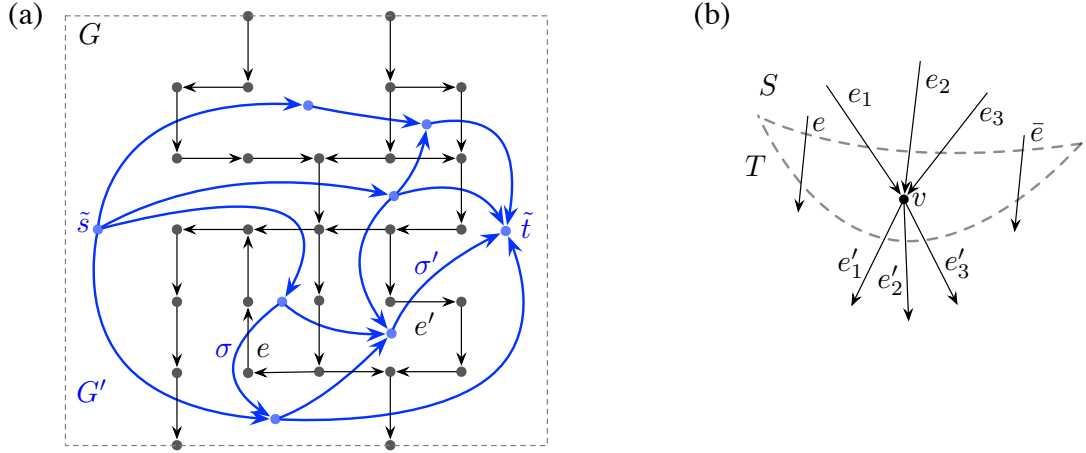 (a)
G
s̃
t̃
σ
e
σ′
e′
G′
(b)
S
T
e
e₁
e₂
e₃
ē
v
e′₁
e′₂
e′₃